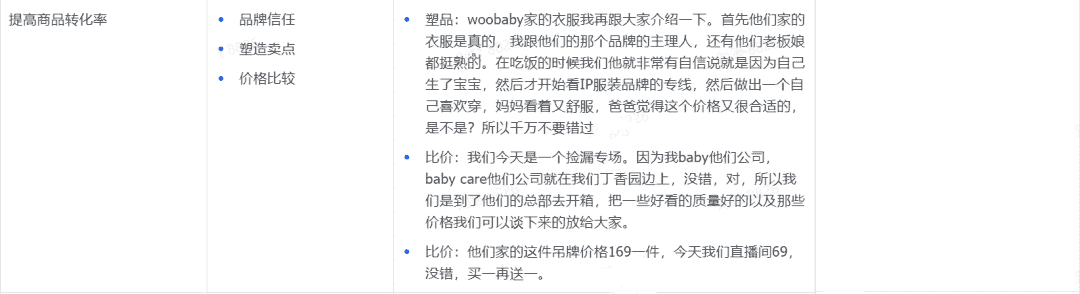 提高商品转化率
品牌信任
塑造卖点
价格比较
塑品：woobaby家的衣服我再跟大家介绍一下。首先他们家的
衣服是真的，我跟他们的那个品牌的主理人，还有他们老板娘
都挺熟的。在吃饭的时候我们他就非常有自信说就是因为自己
生了宝宝，然后才开始看IP服装品牌的专线，然后做出一个自
己喜欢穿，妈妈看着又舒服，爸爸觉得这个价格又很合适的，
是不是？所以千万不要错过
比价：我们今天是一个捡漏专场。因为我baby他们公司，
baby care他们公司就在我们丁香园边上，没错，对，所以我
们是到了他们的总部去开箱，把一些好看的质量好的以及那些
价格我们可以谈下来的放给大家。
比价：他们家的这件吊牌价格169一件，今天我们直播间69，
没错，买一再送一。